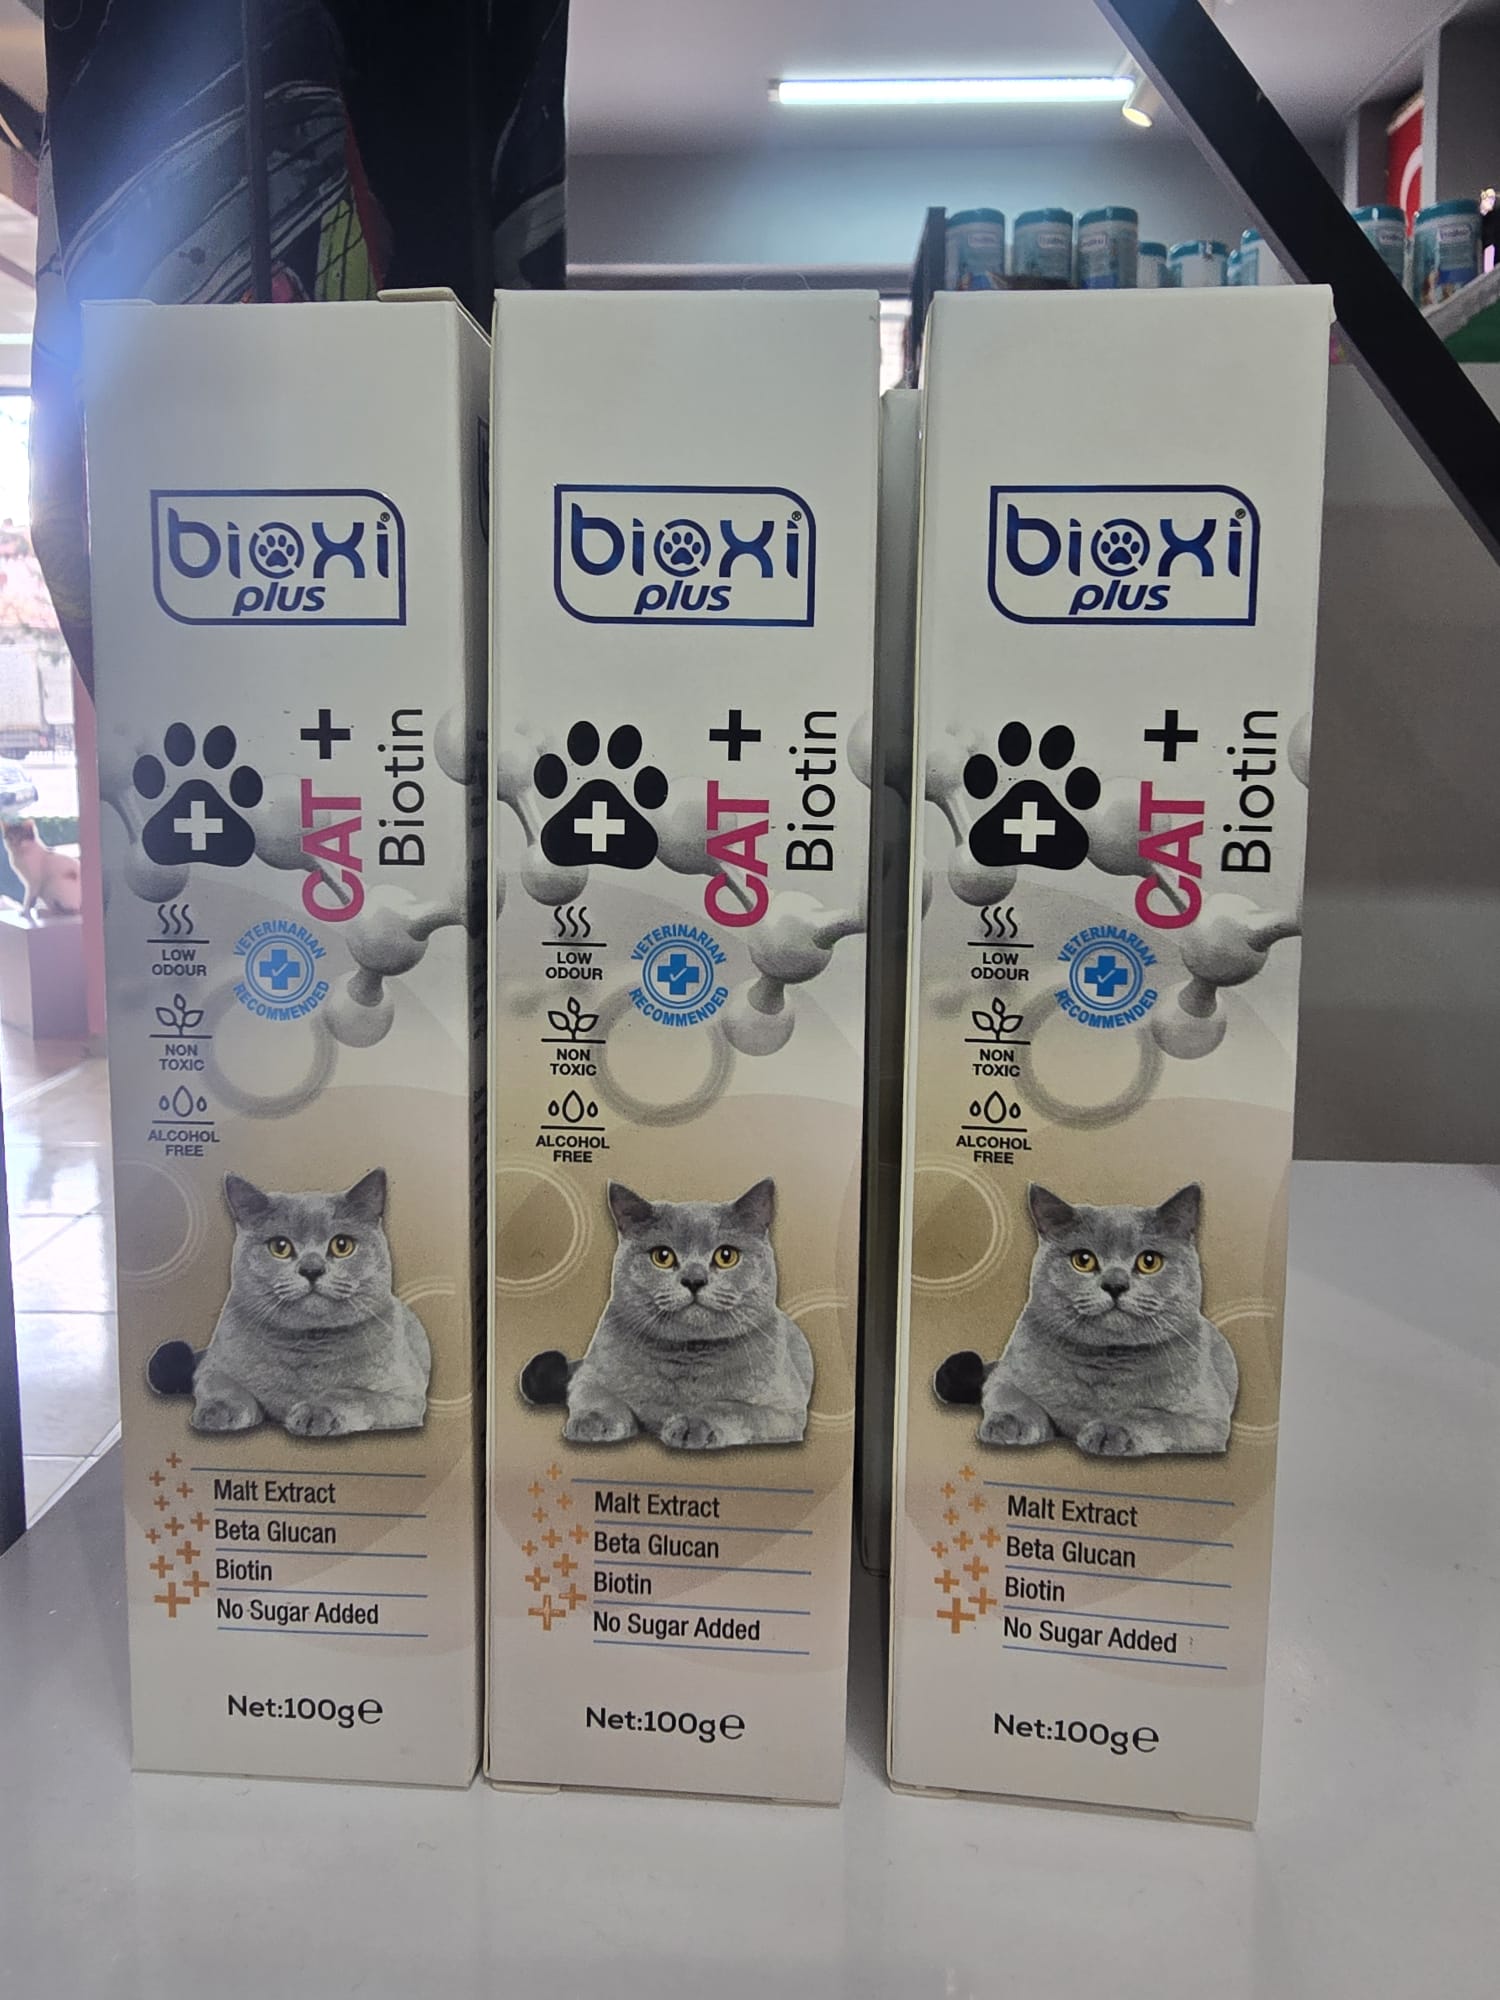 bioxi®
plus
CAT +
Biotin
LOW
ODOUR
VETERINARIAN
RECOMMENDED
NON
TOXIC
ALCOHOL
FREE
Malt Extract
Beta Glucan
Biotin
No Sugar Added
Net:100g℮
bioxi®
plus
CAT +
Biotin
LOW
ODOUR
VETERINARIAN
RECOMMENDED
NON
TOXIC
ALCOHOL
FREE
Malt Extract
Beta Glucan
Biotin
No Sugar Added
Net:100g℮
bioxi®
plus
CAT +
Biotin
LOW
ODOUR
VETERINARIAN
RECOMMENDED
NON
TOXIC
ALCOHOL
FREE
Malt Extract
Beta Glucan
Biotin
No Sugar Added
Net:100g℮